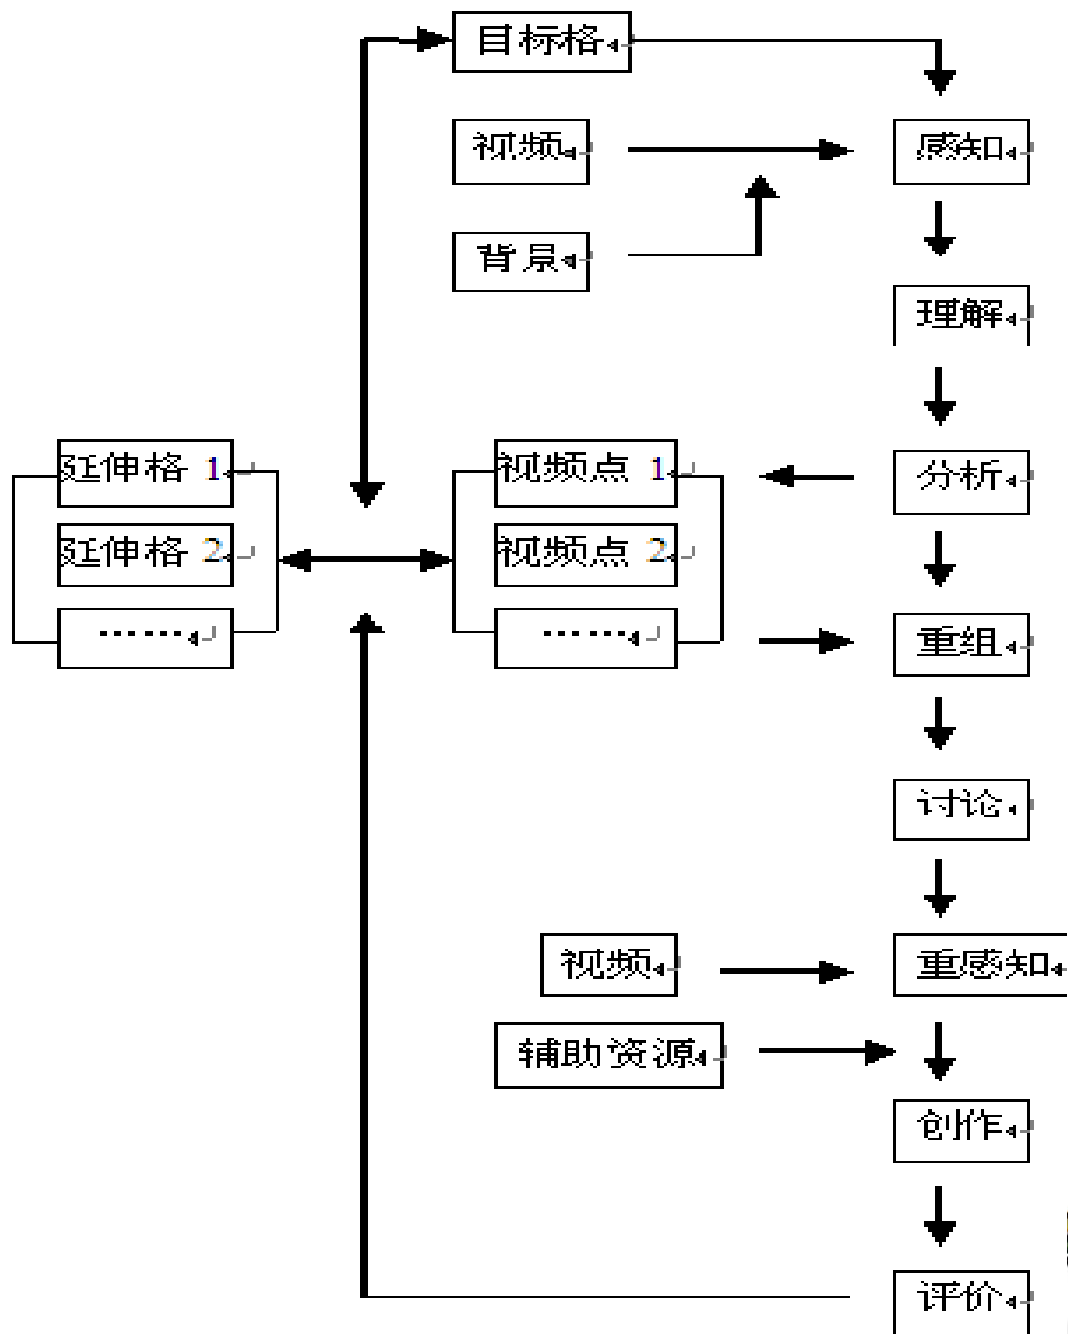 目标格
视频
感知
背景
理解
延伸格 1
视频点 1
分析
延伸格 2
视频点 2
……
……
重组
讨论
视频
重感知
辅助资源
创作
评价